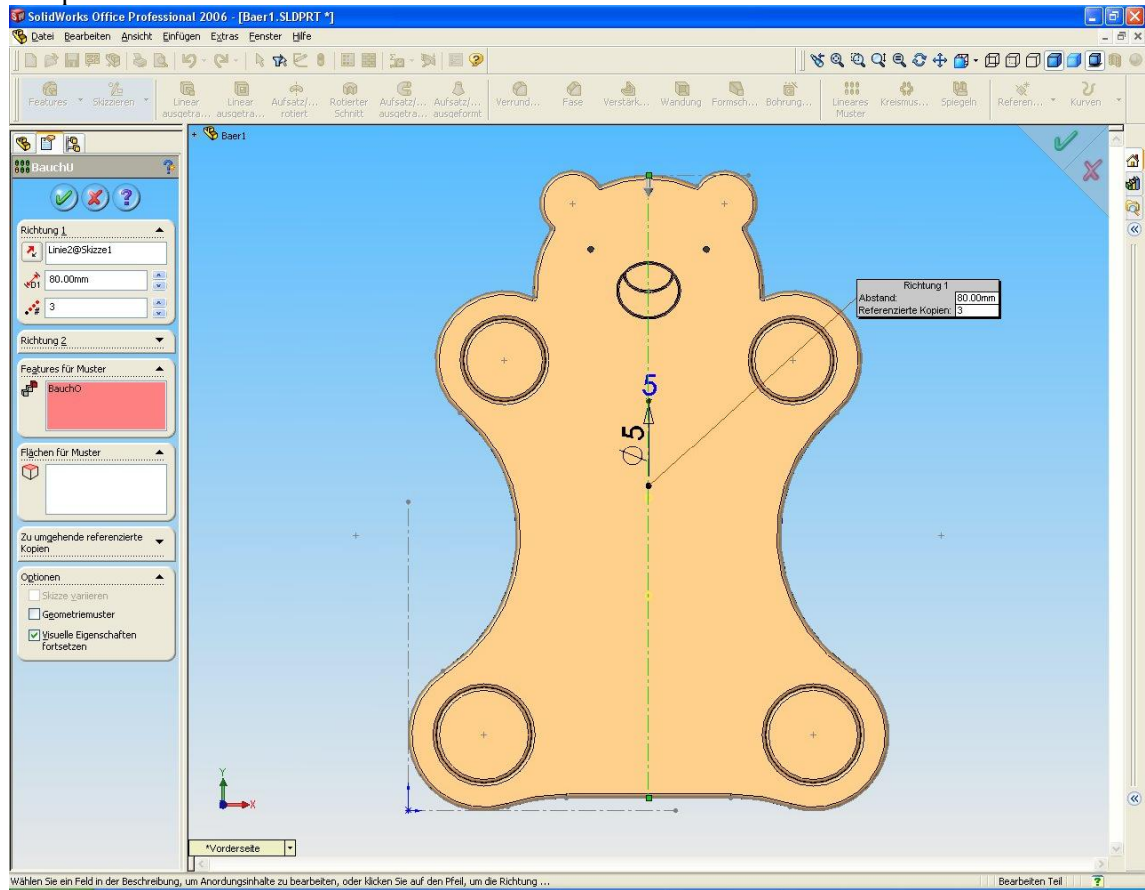 SolidWorks Office Professional 2006 - [Baer1.SLDPRT *]
Datei Bearbeiten Ansicht Einfügen Extras Fenster Hilfe
Features Skizzieren Linear ausgetra... Linear ausgetra... Aufsatz/... rotiert Rotierter Schnitt Aufsatz/... ausgetra... Aufsatz/... ausgeformt Verrund... Fase Verstärk... Wandung Formsch... Bohrung... Lineares Muster Kreismus... Spiegeln Referen... Kurven
Baer1
BauchU
Richtung 1
Linie2@Skizze1
D1 80.00mm
# 3
Richtung 2
Features für Muster
BauchO
Flächen für Muster
Zu umgehende referenzierte
Kopien
Optionen
Skizze variieren
Geometriemuster
Visuelle Eigenschaften
fortsetzen
Richtung 1
Abstand: 80.00mm
Referenzierte Kopien: 3
5
∅5
Y
X
*Vorderseite
Wählen Sie ein Feld in der Beschreibung, um Anordungsinhalte zu bearbeiten, oder klicken Sie auf den Pfeil, um die Richtung ...
Bearbeiten Teil